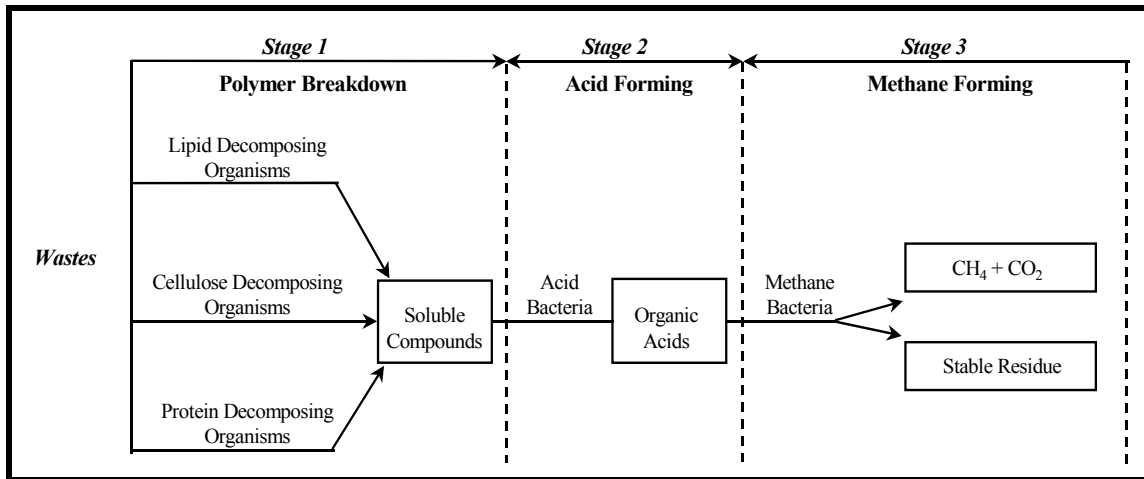 Stage 1
Stage 2
Stage 3
Polymer Breakdown
Acid Forming
Methane Forming
Lipid Decomposing
Organisms
Wastes
Cellulose Decomposing
Organisms
Soluble
Compounds
Protein Decomposing
Organisms
Acid
Bacteria
Organic
Acids
Methane
Bacteria
CH₄ + CO₂
Stable Residue